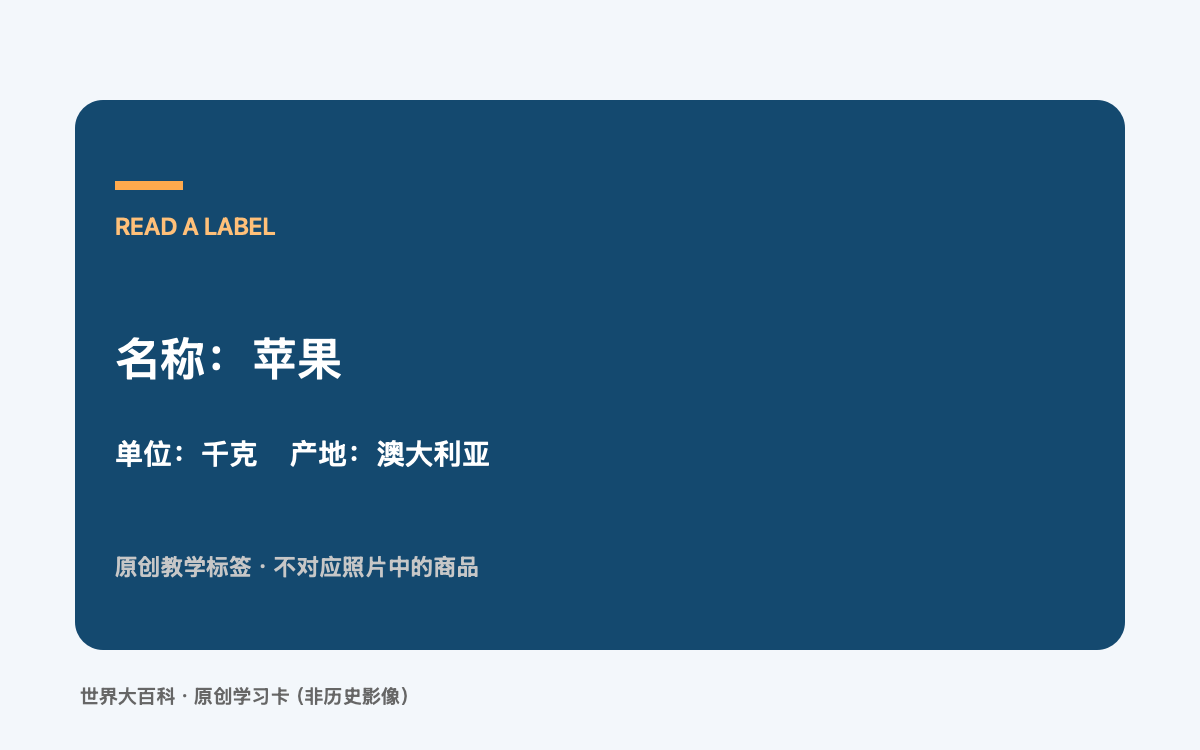 READ A LABEL
名称：苹果
单位：千克　产地：澳大利亚
原创教学标签 · 不对应照片中的商品
世界大百科 · 原创学习卡（非历史影像）